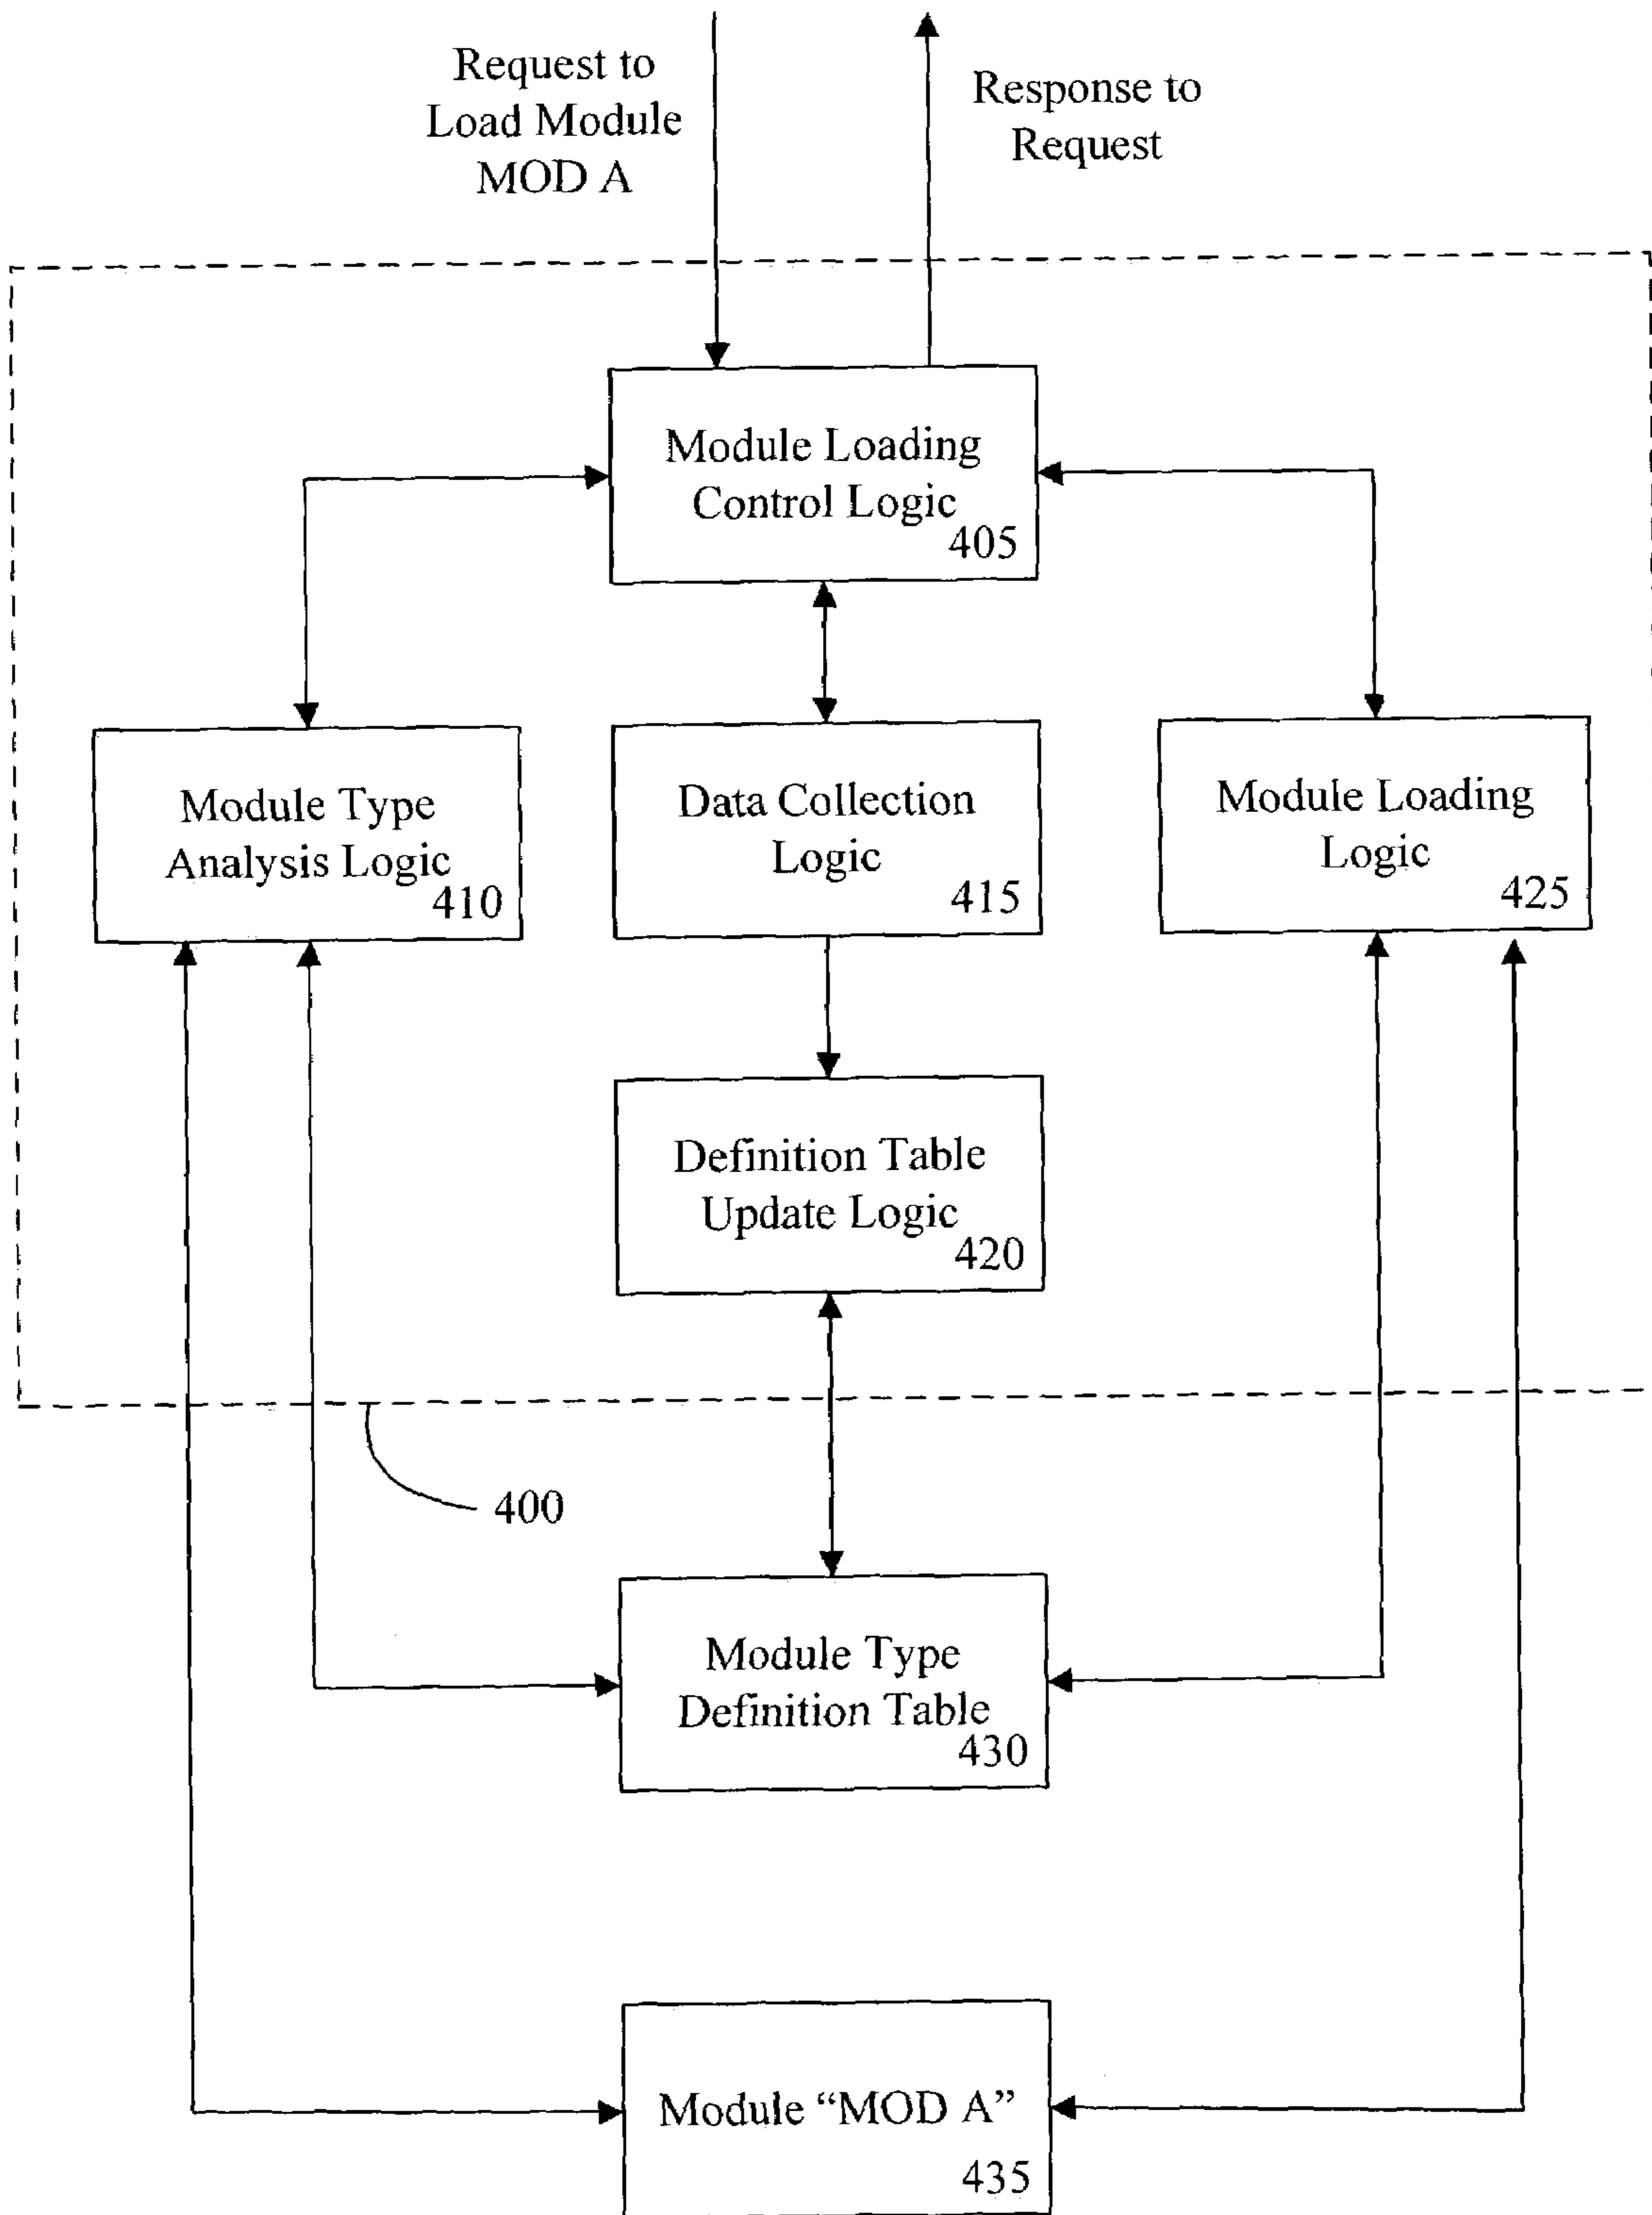 Request to
Load Module
MOD A
Response to
Request
Module Loading
Control Logic
405
Module Type
Analysis Logic
410
Data Collection
Logic
415
Module Loading
Logic
425
Definition Table
Update Logic
420
400
Module Type
Definition Table
430
Module “MOD A”
435